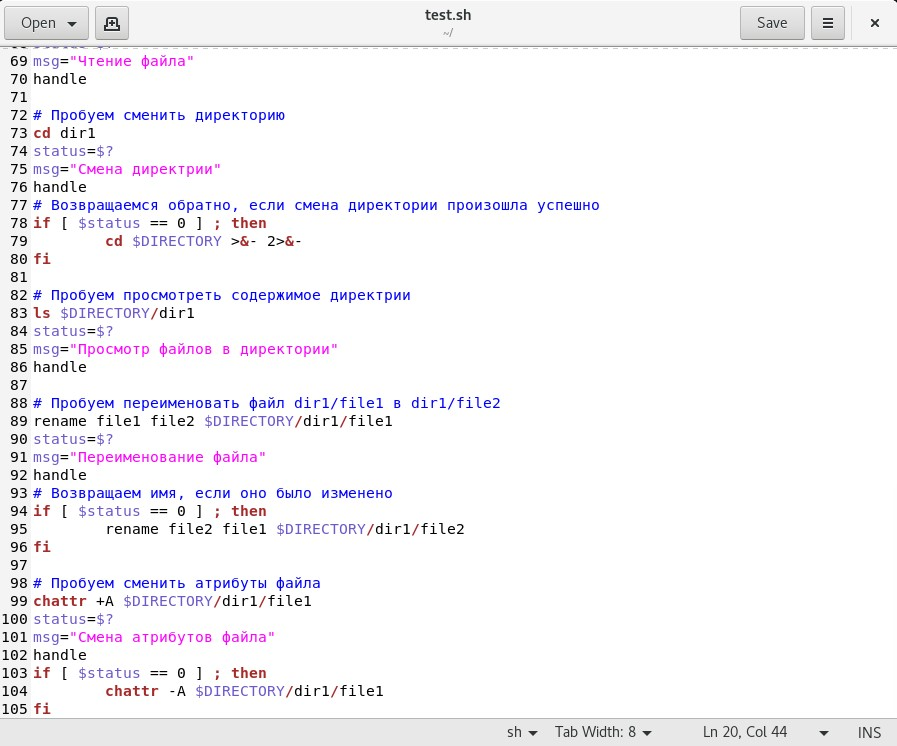 Open
test.sh
~/
Save
69 msg="Чтение файла"
70 handle
71
72 # Пробуем сменить директорию
73 cd dir1
74 status=$?
75 msg="Смена директрии"
76 handle
77 # Возвращаемся обратно, если смена директории произошла успешно
78 if [ $status == 0 ] ; then
79         cd $DIRECTORY >&- 2>&-
80 fi
81
82 # Пробуем просмотреть содержимое директрии
83 ls $DIRECTORY/dir1
84 status=$?
85 msg="Просмотр файлов в директории"
86 handle
87
88 # Пробуем переименовать файл dir1/file1 в dir1/file2
89 rename file1 file2 $DIRECTORY/dir1/file1
90 status=$?
91 msg="Переименование файла"
92 handle
93 # Возвращаем имя, если оно было изменено
94 if [ $status == 0 ] ; then
95         rename file2 file1 $DIRECTORY/dir1/file2
96 fi
97
98 # Пробуем сменить атрибуты файла
99 chattr +A $DIRECTORY/dir1/file1
100 status=$?
101 msg="Смена атрибутов файла"
102 handle
103 if [ $status == 0 ] ; then
104         chattr -A $DIRECTORY/dir1/file1
105 fi
sh Tab Width: 8 Ln 20, Col 44 INS